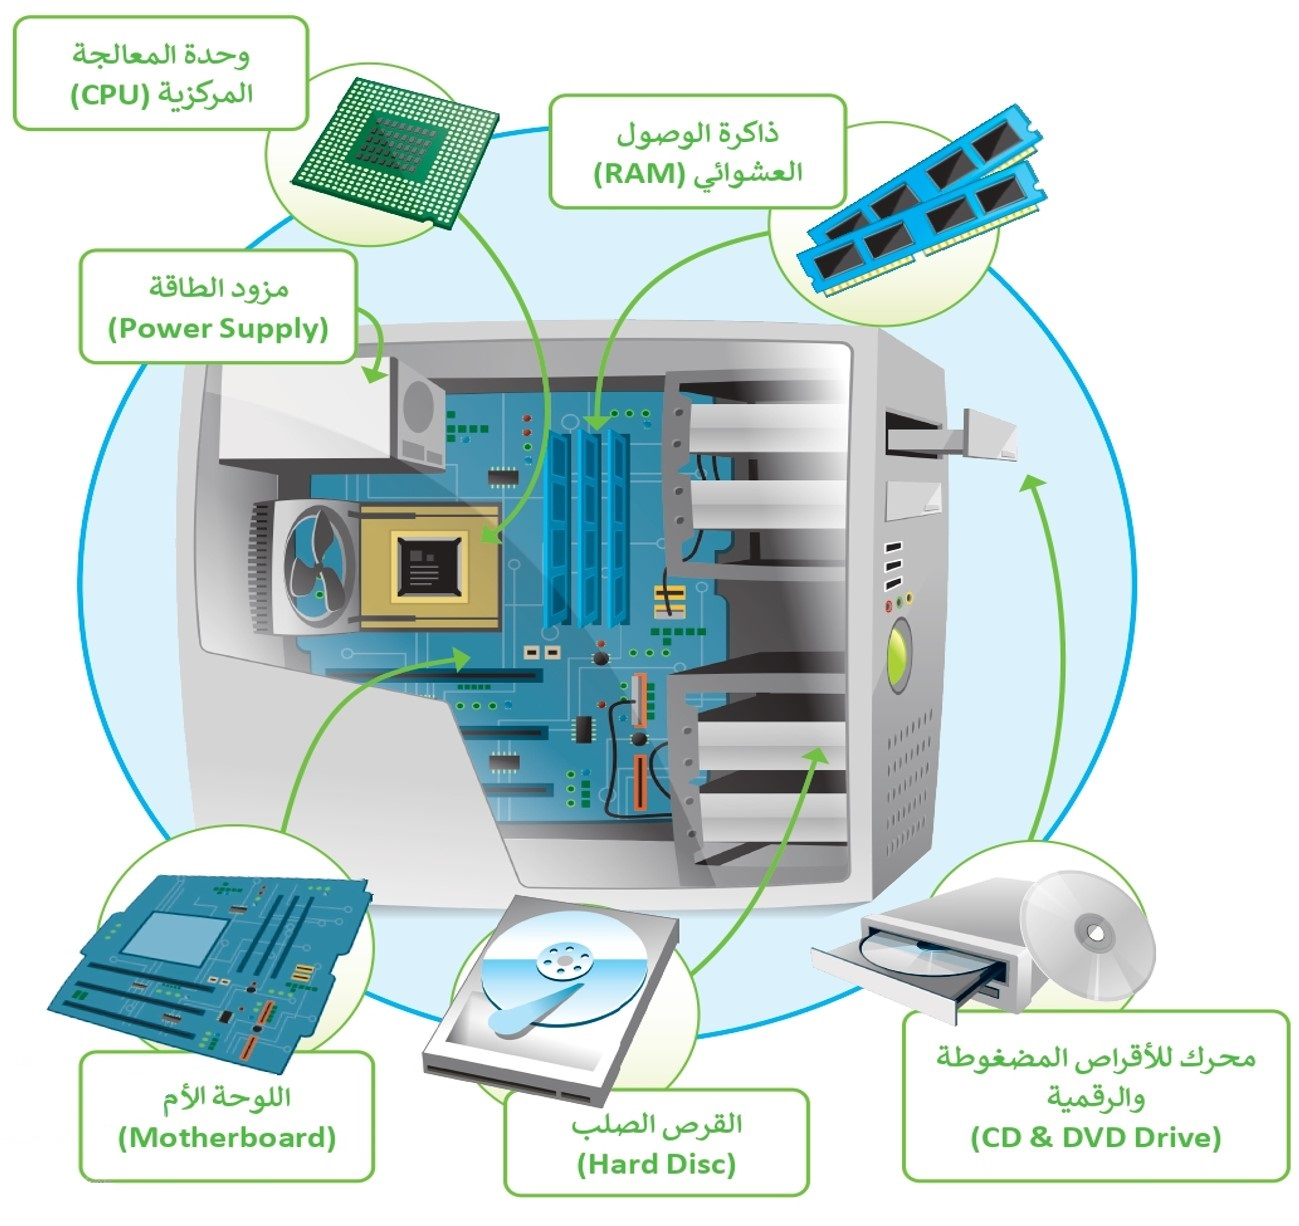 وحدة المعالجة
المركزية (CPU)
ذاكرة الوصول
العشوائي (RAM)
مزود الطاقة
(Power Supply)
اللوحة الأم
(Motherboard)
القرص الصلب
(Hard Disc)
محرك للأقراص المضغوطة
والرقمية
(CD & DVD Drive)